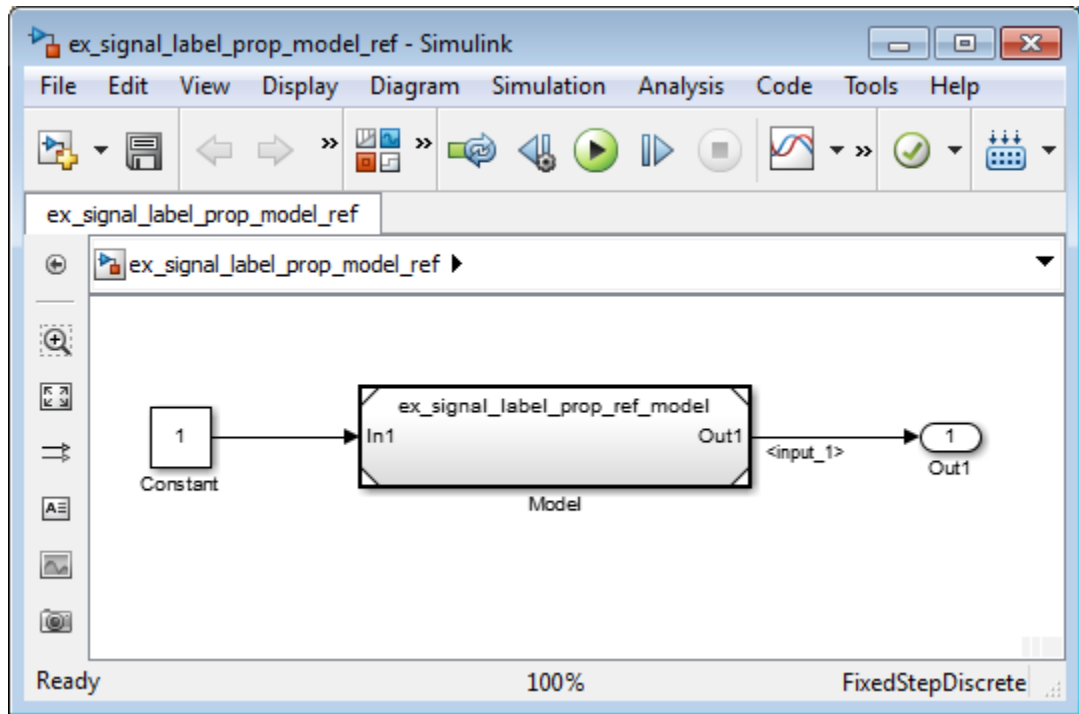 ex_signal_label_prop_model_ref - Simulink
File Edit View Display Diagram Simulation Analysis Code Tools Help
ex_signal_label_prop_model_ref
ex_signal_label_prop_model_ref
ex_signal_label_prop_ref_model
1 In1 Out1 <input_1> 1
Constant Model Out1
Ready 100% FixedStepDiscrete